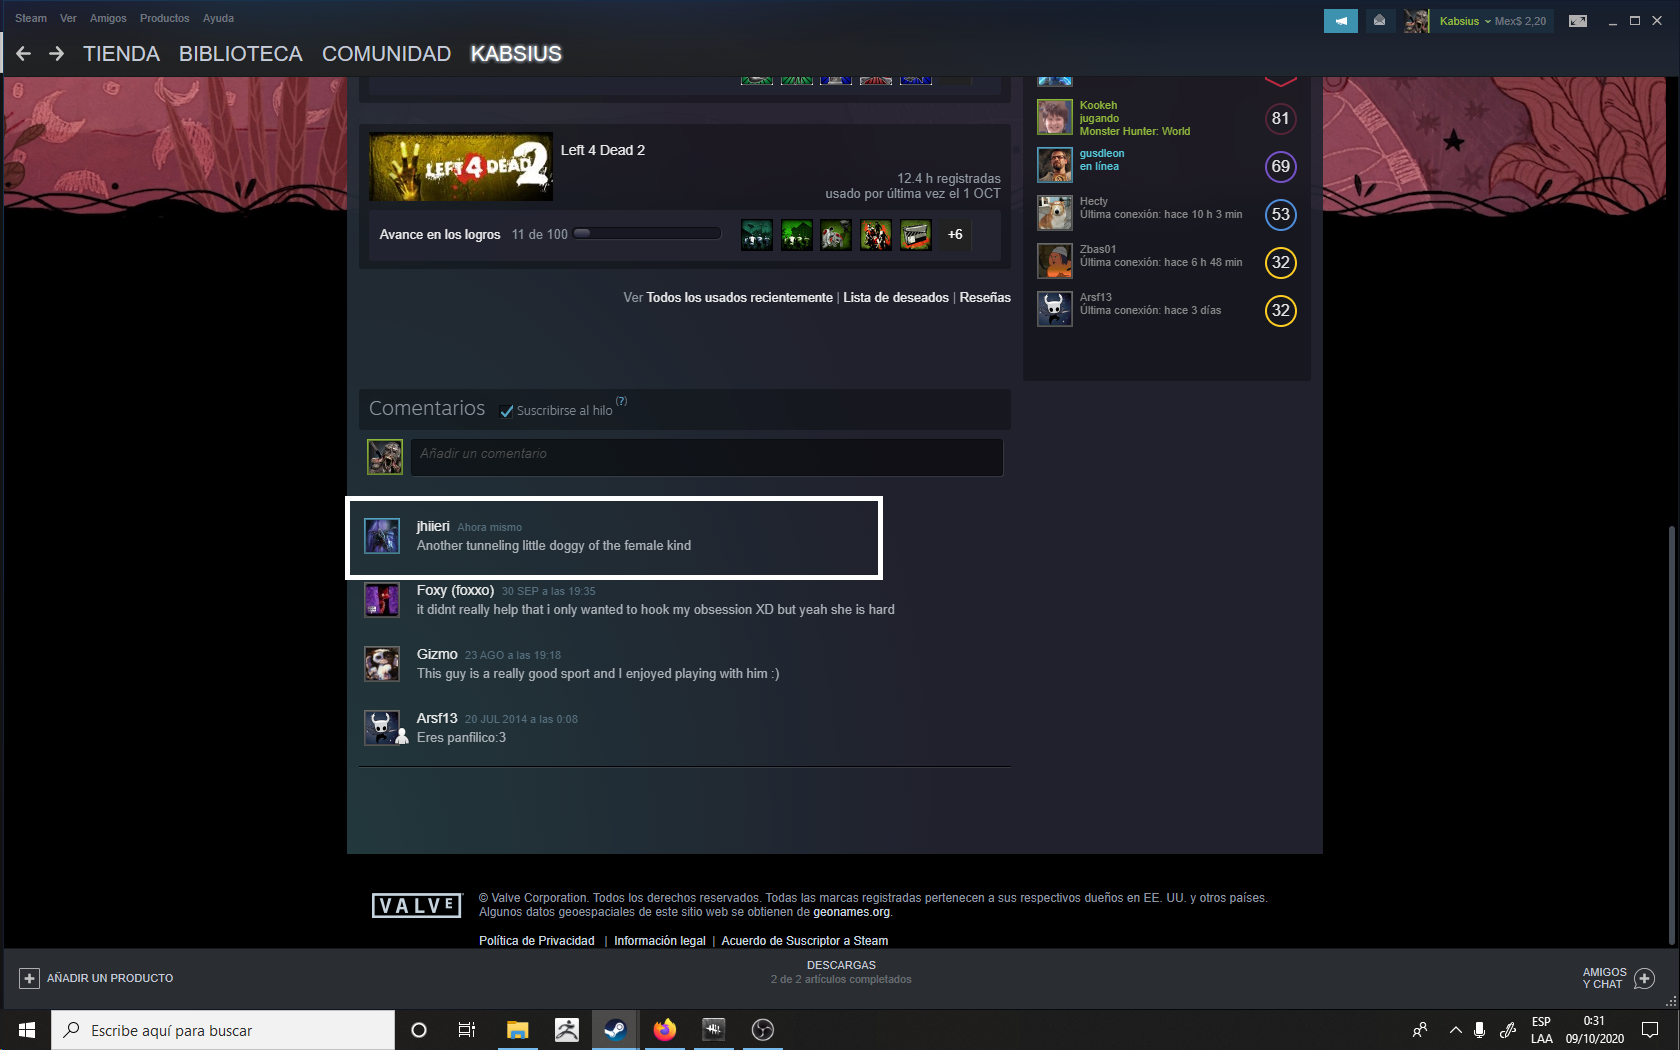 Steam Ver Amigos Productos Ayuda
Kabsius Mex$ 2,20
TIENDA BIBLIOTECA COMUNIDAD KABSIUS
LEFT 4 DEAD 2
Left 4 Dead 2
12.4 h registradas
usado por última vez el 1 OCT
Avance en los logros 11 de 100
+6
Ver Todos los usados recientemente | Lista de deseados | Reseñas
Kookeh
jugando
Monster Hunter: World
81
gusdleon
en línea
69
Hecty
Última conexión: hace 10 h 3 min
53
Zbas01
Última conexión: hace 6 h 48 min
32
Arsf13
Última conexión: hace 3 días
32
Comentarios Suscribirse al hilo (?)
Añadir un comentario
jhiieri Ahora mismo
Another tunneling little doggy of the female kind
Foxy (foxxo) 30 SEP a las 19:35
it didnt really help that i only wanted to hook my obsession XD but yeah she is hard
Gizmo 23 AGO a las 19:18
This guy is a really good sport and I enjoyed playing with him :)
Arsf13 20 JUL 2014 a las 0:08
Eres panfilico:3
VALVE
© Valve Corporation. Todos los derechos reservados. Todas las marcas registradas pertenecen a sus respectivos dueños en EE. UU. y otros países.
Algunos datos geoespaciales de este sitio web se obtienen de geonames.org.
Política de Privacidad | Información legal | Acuerdo de Suscriptor a Steam
AÑADIR UN PRODUCTO
DESCARGAS
2 de 2 artículos completados
AMIGOS
Y CHAT
Escribe aquí para buscar
ESP
LAA
0:31
09/10/2020